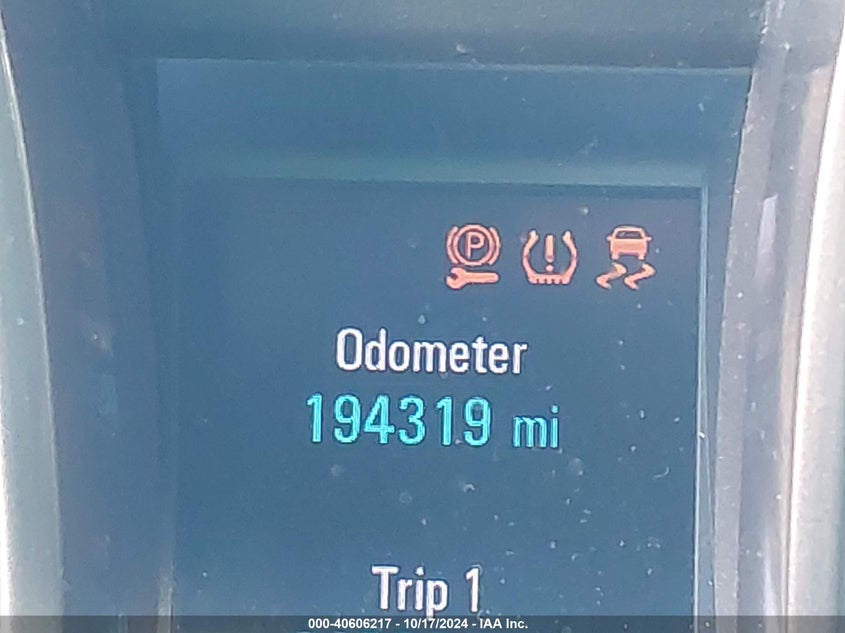 P
Odometer
194319 mi
Trip 1
000-40606217 - 10/17/2024 - IAA Inc.